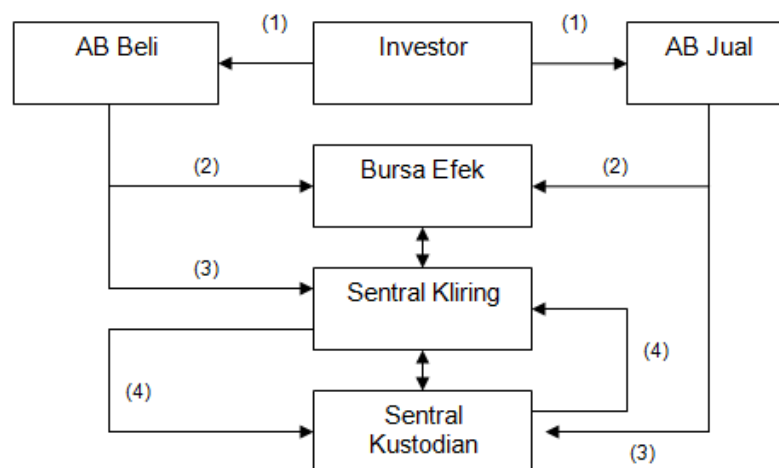 (1)
(1)
AB Beli
Investor
AB Jual
(2)
Bursa Efek
(2)
(3)
Sentral Kliring
(4)
(4)
Sentral
Kustodian
(3)